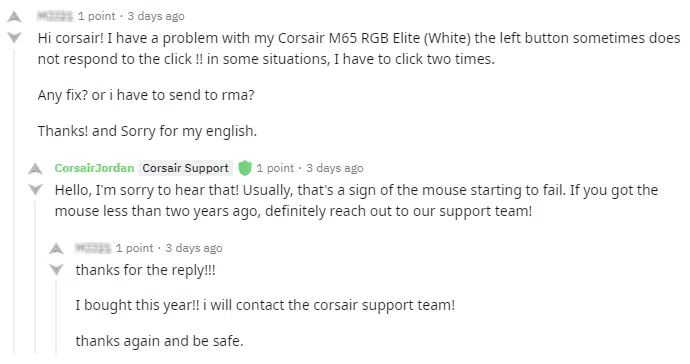 1 point · 3 days ago
Hi corsair! I have a problem with my Corsair M65 RGB Elite (White) the left button sometimes does
not respond to the click !! in some situations, I have to click two times.
Any fix? or i have to send to rma?
Thanks! and Sorry for my english.
CorsairJordan Corsair Support 1 point · 3 days ago
Hello, I'm sorry to hear that! Usually, that's a sign of the mouse starting to fail. If you got the
mouse less than two years ago, definitely reach out to our support team!
1 point · 3 days ago
thanks for the reply!!!
I bought this year!! i will contact the corsair support team!
thanks again and be safe.